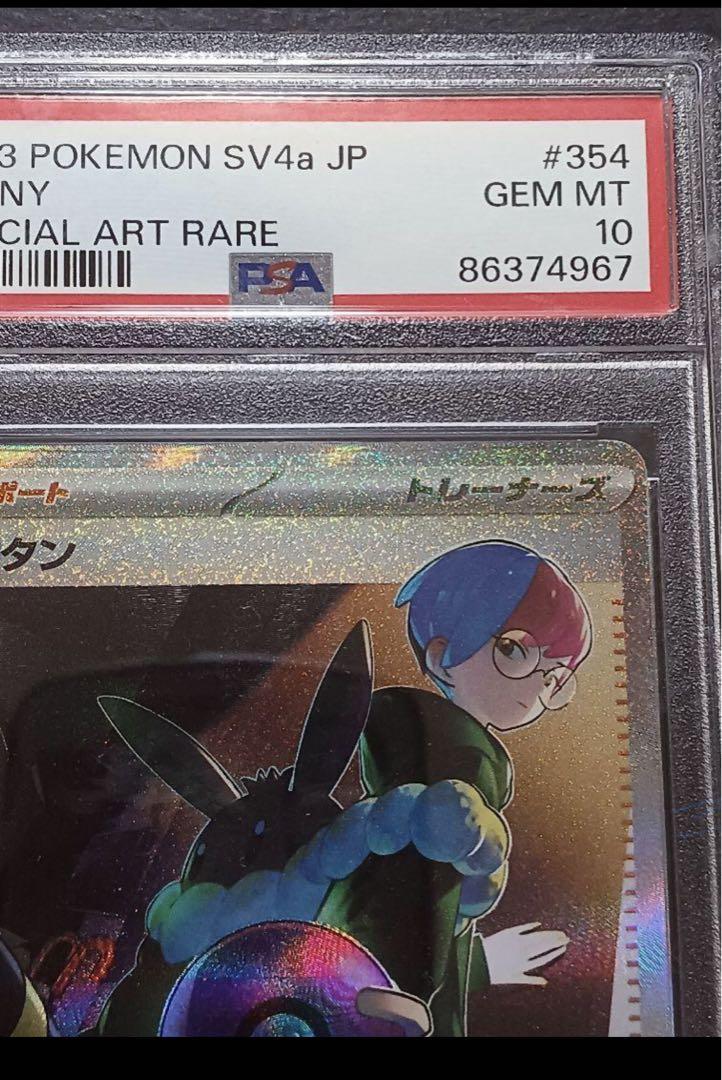 3 POKEMON SV4a JP #354
NY GEM MT
CIAL ART RARE 10
PSA 86374967
ポート トレーナーズ
タン